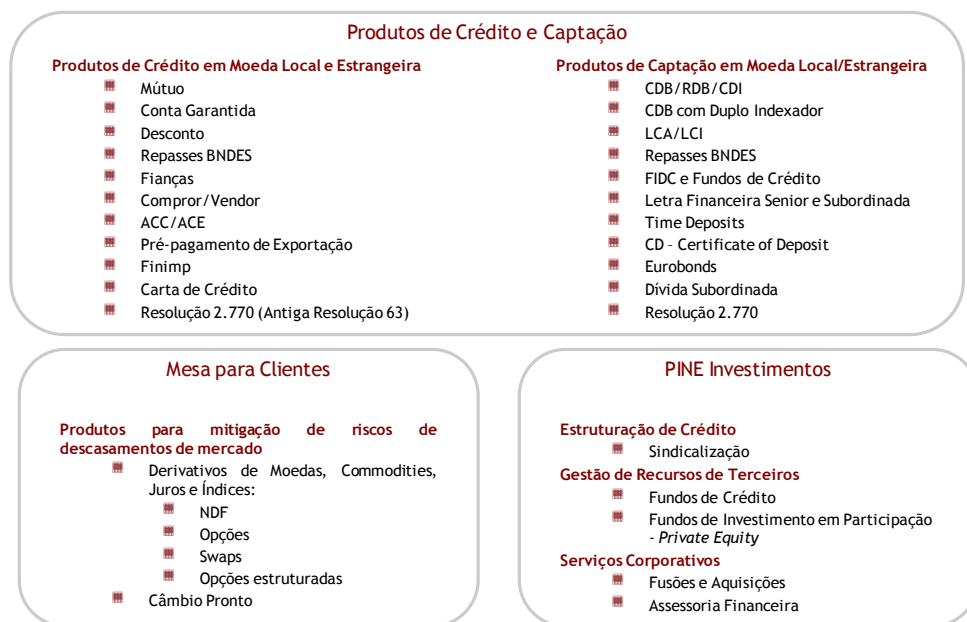 Produtos de Crédito e Captação
Produtos de Crédito em Moeda Local e Estrangeira
Mútuo
Conta Garantida
Desconto
Repasses BNDES
Fianças
Compror/Vendor
ACC/ACE
Pré-pagamento de Exportação
Finimp
Carta de Crédito
Resolução 2.770 (Antiga Resolução 63)
Produtos de Captação em Moeda Local/Estrangeira
CDB/RDB/CDI
CDB com Duplo Indexador
LCA/LCI
Repasses BNDES
FIDC e Fundos de Crédito
Letra Financeira Senior e Subordinada
Time Deposits
CD – Certificate of Deposit
Eurobonds
Dívida Subordinada
Resolução 2.770
Mesa para Clientes
Produtos para mitigação de riscos de
descasamentos de mercado
Derivativos de Moedas, Commodities,
Juros e Índices:
NDF
Opções
Swaps
Opções estruturadas
Câmbio Pronto
PINE Investimentos
Estruturação de Crédito
Sindicalização
Gestão de Recursos de Terceiros
Fundos de Crédito
Fundos de Investimento em Participação
- Private Equity
Serviços Corporativos
Fusões e Aquisições
Assessoria Financeira